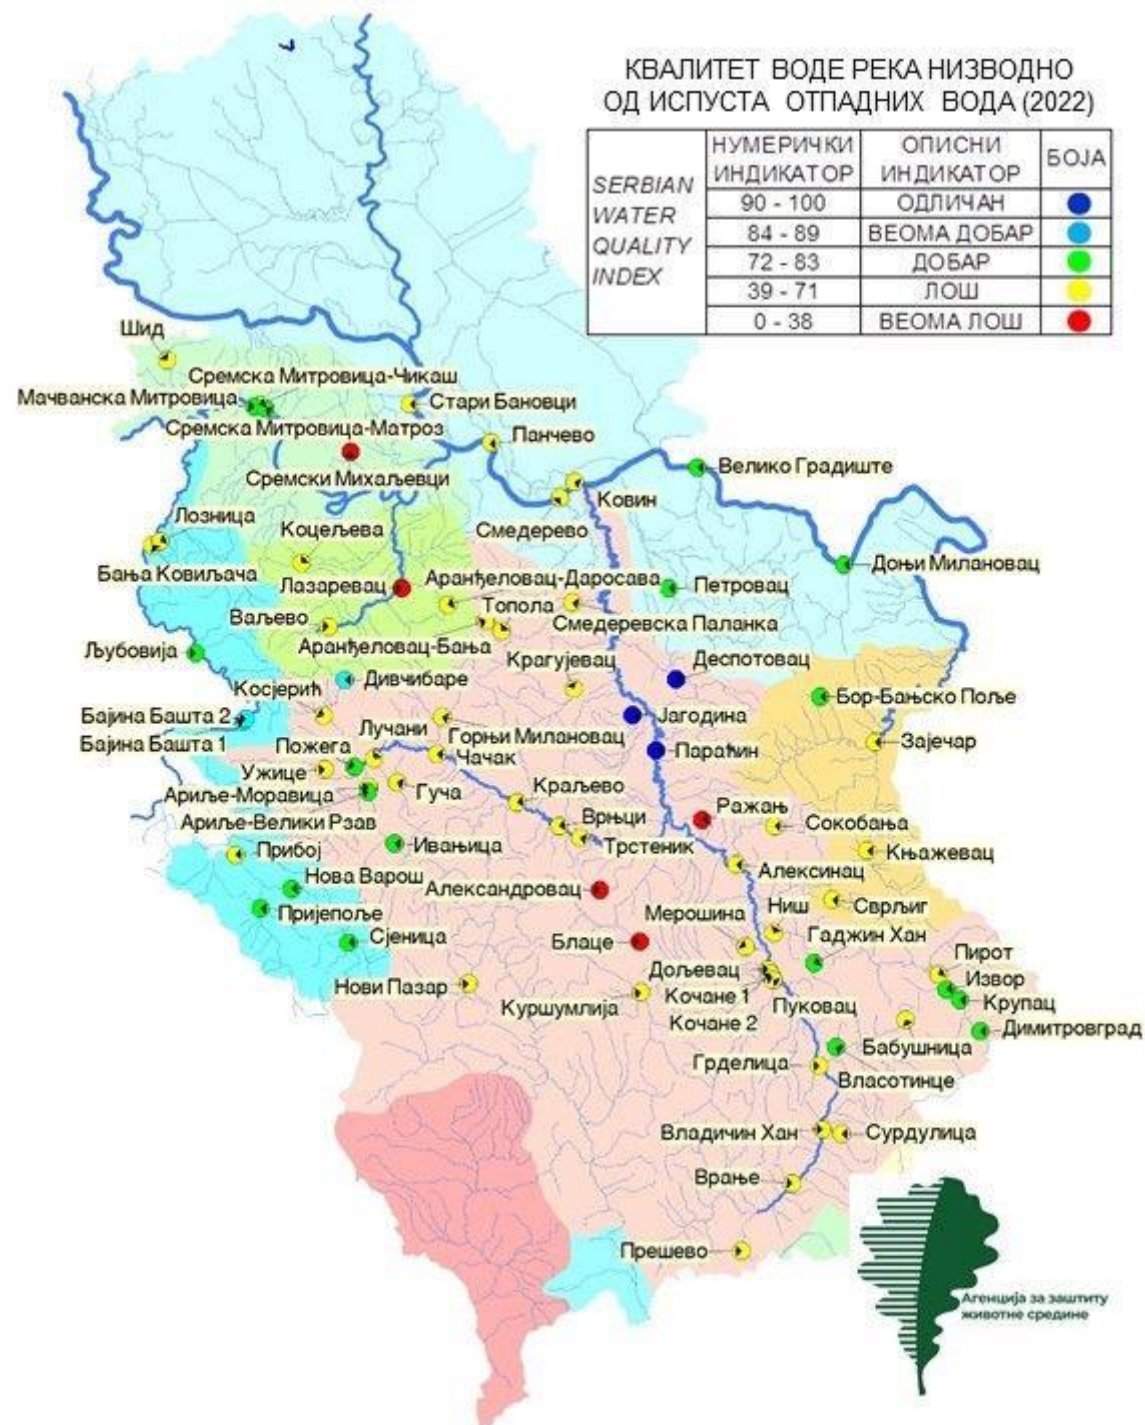 КВАЛИТЕТ ВОДЕ РЕКА НИЗВОДНО
ОД ИСПУСТА ОТПАДНИХ ВОДА (2022)
SERBIAN
WATER
QUALITY
INDEX
НУМЕРИЧКИ
ИНДИКАТОР
ОПИСНИ
ИНДИКАТОР
БОЈА
90 - 100 ОДЛИЧАН
84 - 89 ВЕОМА ДОБАР
72 - 83 ДОБАР
39 - 71 ЛОШ
0 - 38 ВЕОМА ЛОШ
Шид
Сремска Митровица-Чикаш
Мачванска Митровица
Стари Бановци
Сремска Митровица-Матроз
Панчево
Сремски Михаљевци
Велико Градиште
Ковин
Лозница
Коцељева
Смедерево
Бања Ковиљача
Лазаревац
Аранђеловац-Даросава
Петровац
Доњи Милановац
Топола
Ваљево
Смедеревска Паланка
Аранђеловац-Бања
Љубовија
Крагујевац
Деспотовац
Дивчибаре
Косјерић
Бор-Бањско Поље
Бајина Башта 2
Лучани
Јагодина
Бајина Башта 1
Горњи Милановац
Зајечар
Пожега
Чачак
Параћин
Ужице
Ариље-Моравица
Гуча
Краљево
Ражањ
Ариље-Велики Рзав
Врњци
Сокобања
Прибој
Ивањица
Трстеник
Књажевац
Алексинац
Нова Варош
Александровац
Пријепоље
Мерошина
Ниш
Сврљиг
Сјеница
Блаце
Гаџин Хан
Пирот
Нови Пазар
Дољевац
Извор
Куршумлија
Кочане 1
Пуковац
Крупац
Кочане 2
Димитровград
Бабушница
Грделица
Власотинце
Владичин Хан
Сурдулица
Врање
Прешево
Агенција за заштиту
животне средине